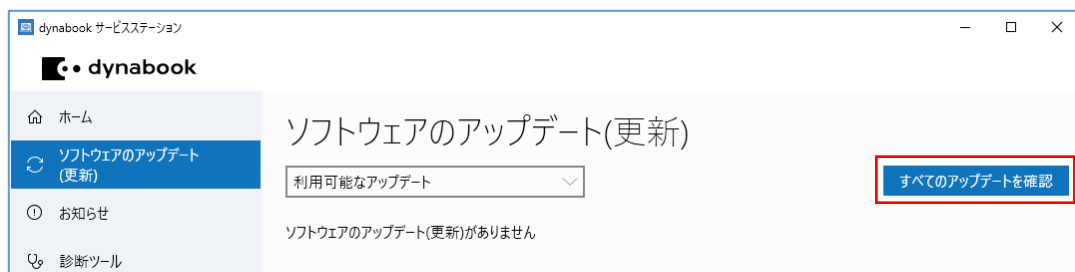 dynabook サービスステーション
dynabook
ホーム
ソフトウェアのアップデート
(更新)
お知らせ
診断ツール
ソフトウェアのアップデート(更新)
利用可能なアップデート
すべてのアップデートを確認
ソフトウェアのアップデート(更新)がありません